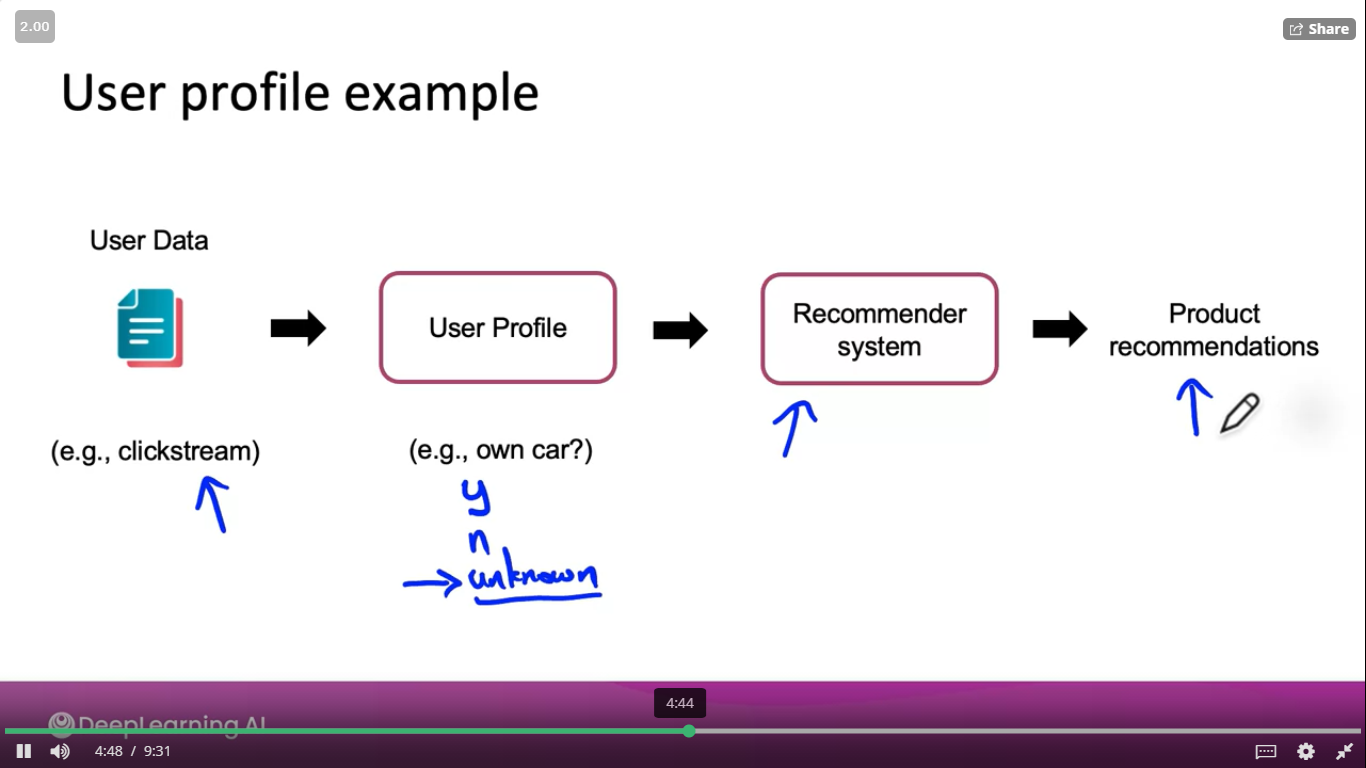 2.00
Share
User profile example
User Data
User Profile
Recommender
system
Product
recommendations
(e.g., clickstream)
(e.g., own car?)
y
n
unknown
4:44
DeepLearning.AI
4:48 / 9:31